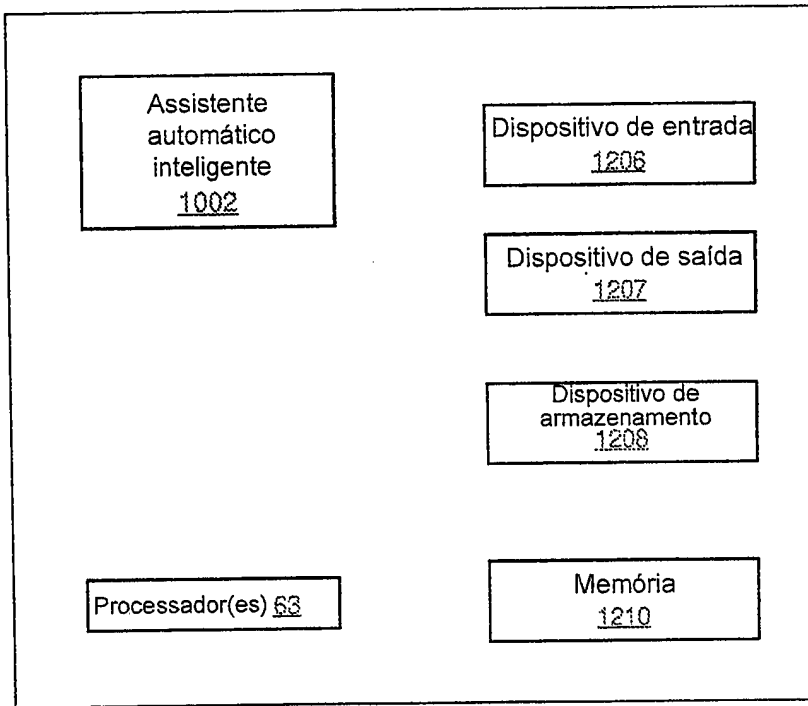 Assistente
automático
inteligente
1002
Dispositivo de entrada
1206
Dispositivo de saída
1207
Dispositivo de
armazenamento
1208
Processador(es) 63
Memória
1210